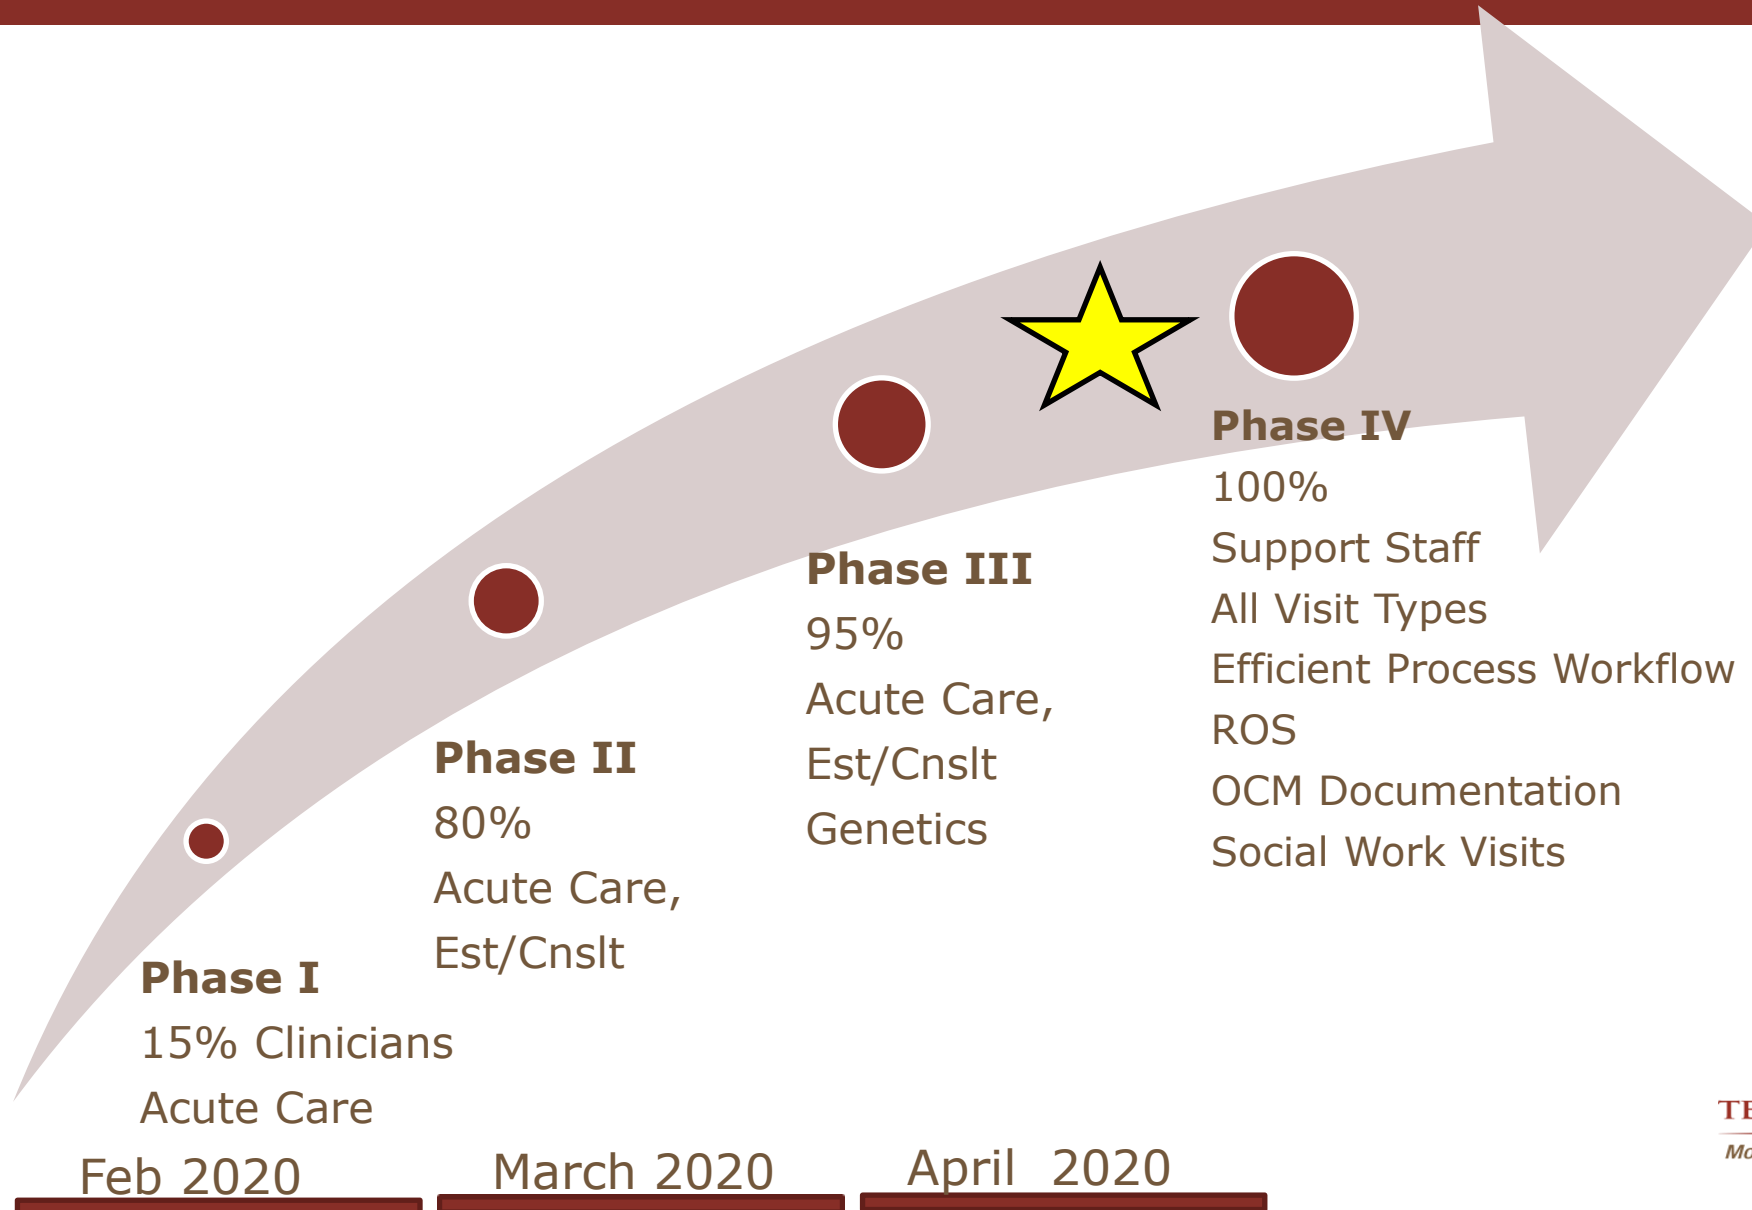 Phase I
15% Clinicians
Acute Care
Phase II
80%
Acute Care,
Est/Cnslt
Phase III
95%
Acute Care,
Est/Cnslt
Genetics
Phase IV
100%
Support Staff
All Visit Types
Efficient Process Workflow
ROS
OCM Documentation
Social Work Visits
Feb 2020
March 2020
April 2020